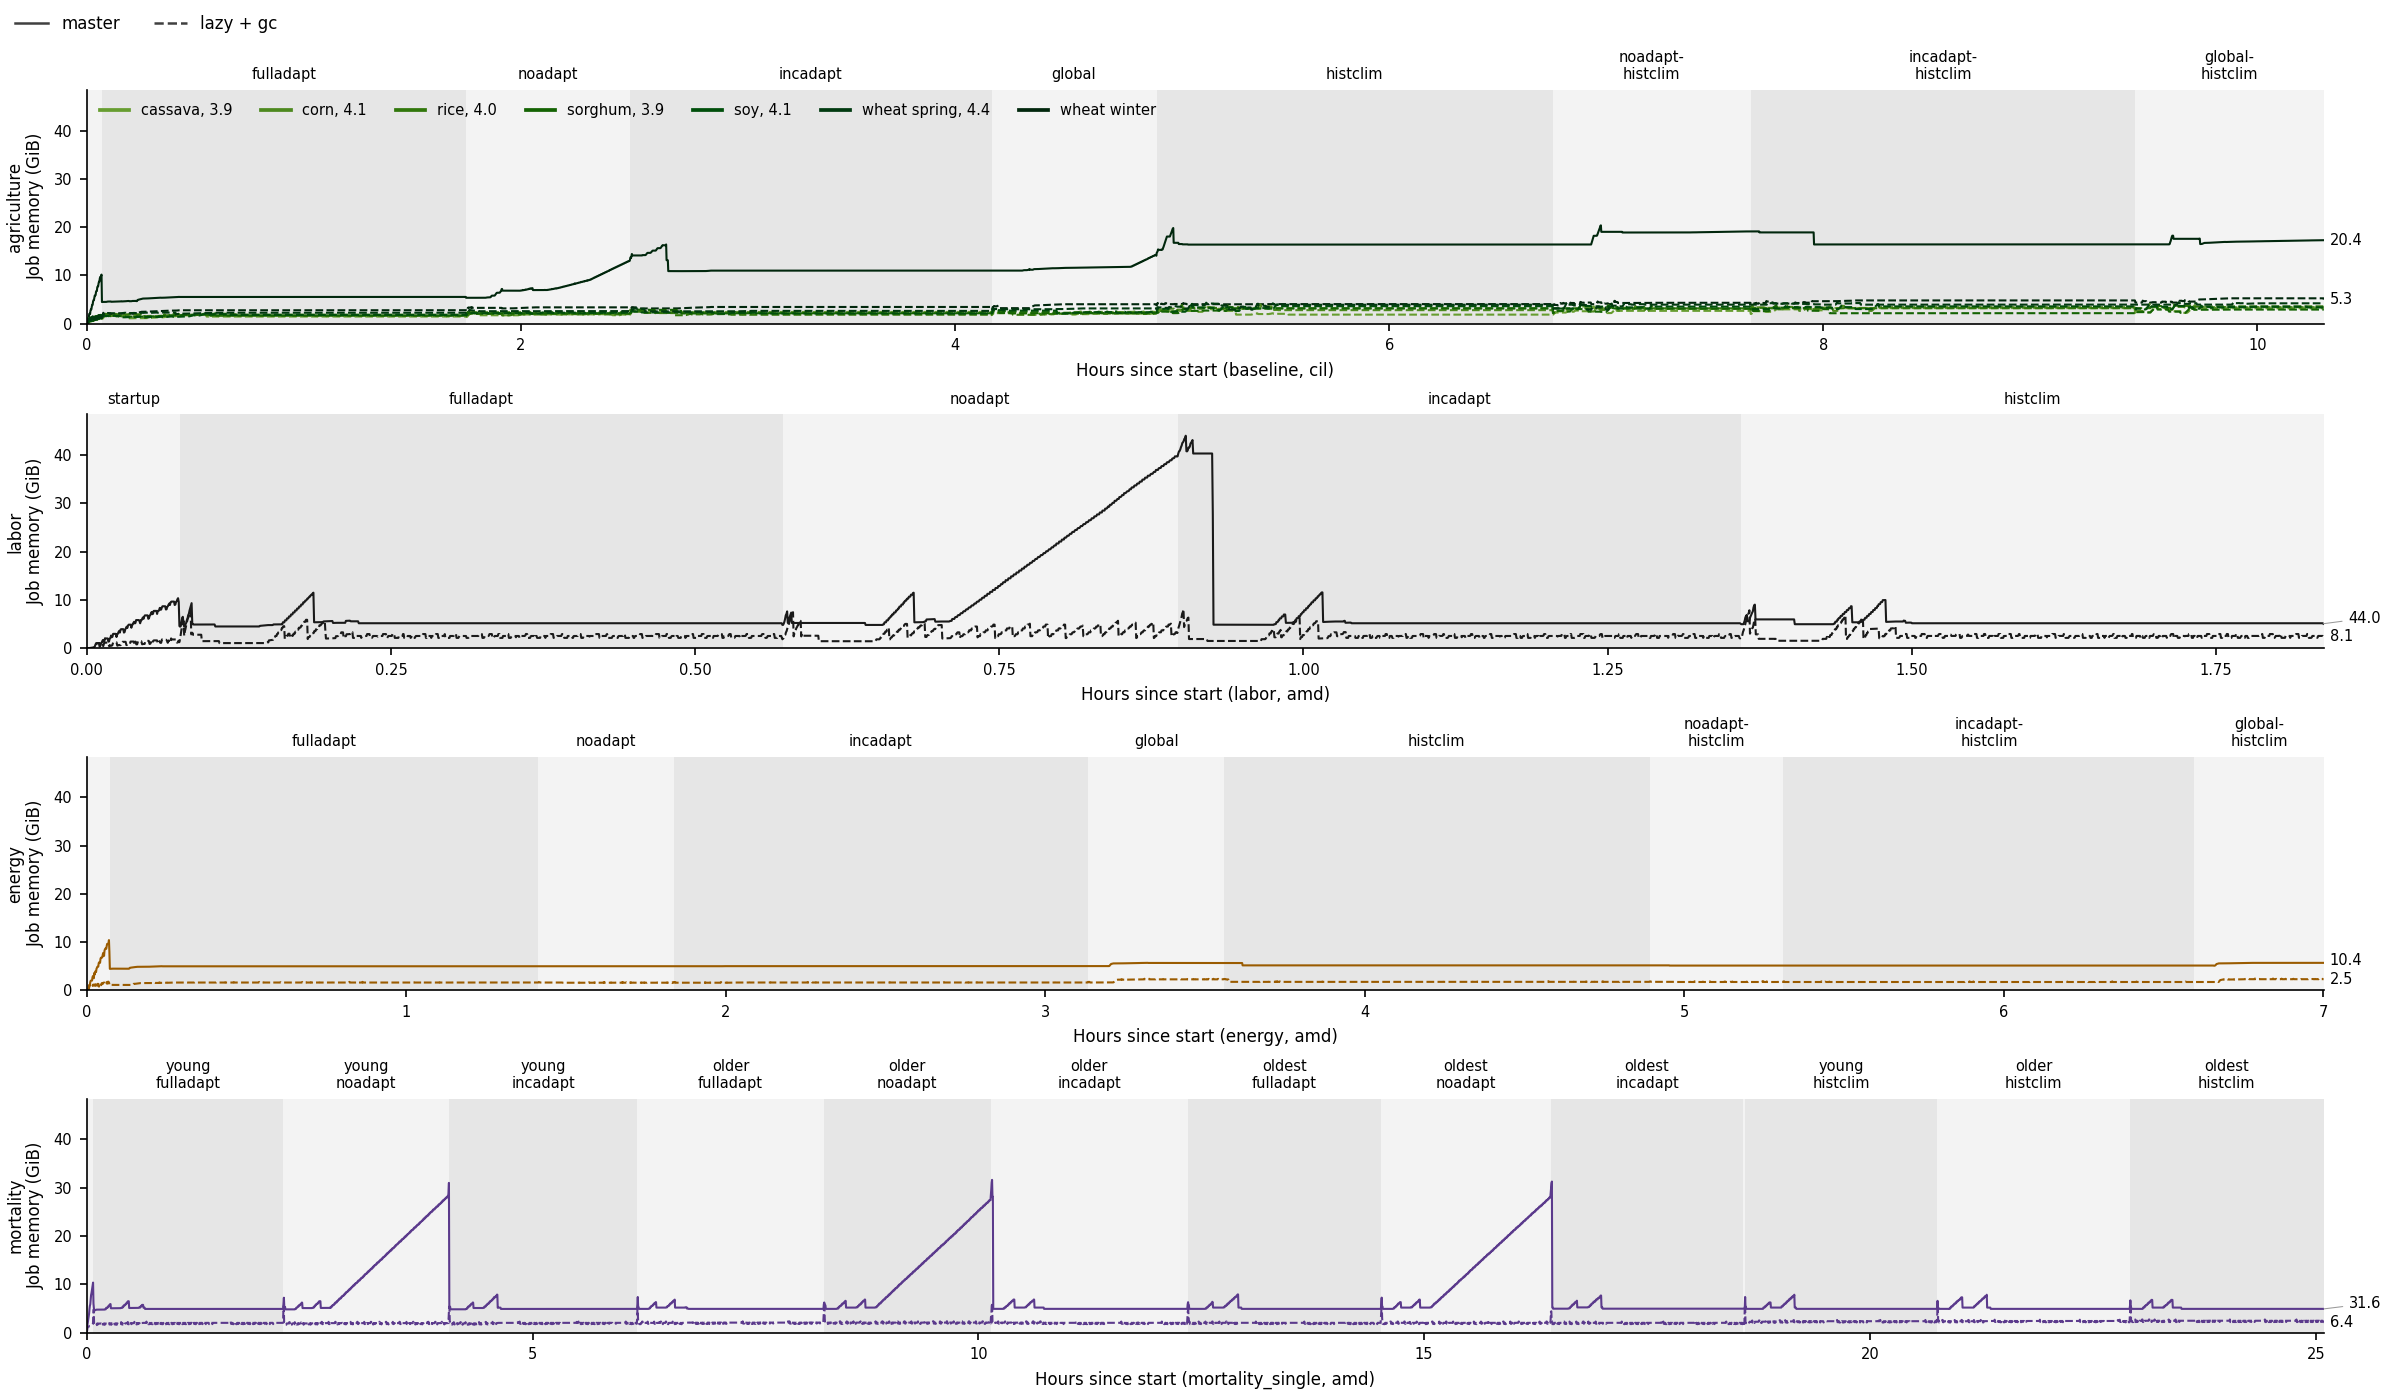 master lazy + gc
fulladapt noadapt incadapt global histclim noadapt-
histclim incadapt-
histclim global-
histclim
cassava, 3.9 corn, 4.1 rice, 4.0 sorghum, 3.9 soy, 4.1 wheat spring, 4.4 wheat winter
agriculture
Job memory (GiB)
40
30
20
10
0
20.4
5.3
0 2 4 6 8 10
Hours since start (baseline, cil)
startup fulladapt noadapt incadapt histclim
labor
Job memory (GiB)
40
30
20
10
0
44.0
8.1
0.00 0.25 0.50 0.75 1.00 1.25 1.50 1.75
Hours since start (labor, amd)
fulladapt noadapt incadapt global histclim noadapt-
histclim incadapt-
histclim global-
histclim
energy
Job memory (GiB)
40
30
20
10
0
10.4
2.5
0 1 2 3 4 5 6 7
Hours since start (energy, amd)
young
fulladapt
young
noadapt
young
incadapt
older
fulladapt
older
noadapt
older
incadapt
oldest
fulladapt
oldest
noadapt
oldest
incadapt
young
histclim
older
histclim
oldest
histclim
mortality
Job memory (GiB)
40
30
20
10
0
31.6
6.4
0 5 10 15 20 25
Hours since start (mortality_single, amd)